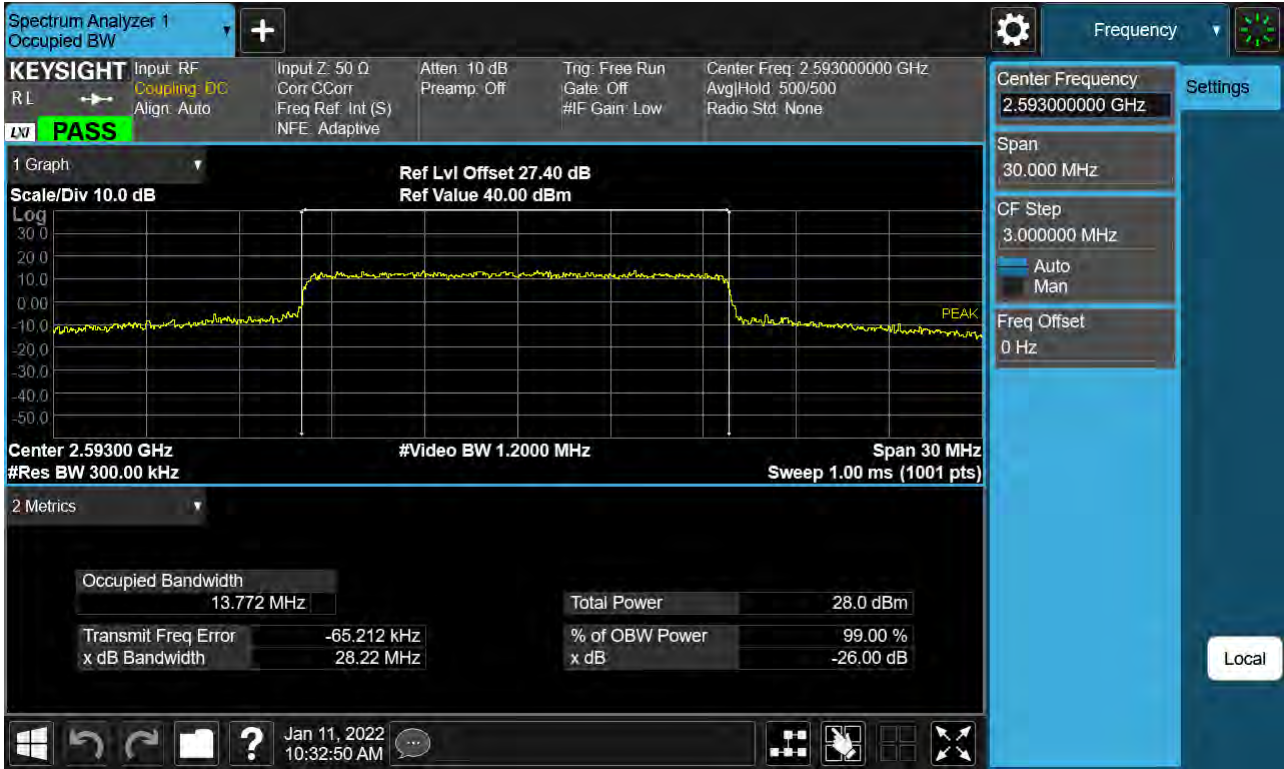 Spectrum Analyzer 1
Occupied BW
▼
+
Frequency
▼
KEYSIGHT
RL
LXI
PASS
Input: RF
Coupling: DC
Align: Auto
Input Z: 50 Ω
Corr CCorr
Freq Ref: Int (S)
NFE: Adaptive
Atten: 10 dB
Preamp: Off
Trig: Free Run
Gate: Off
#IF Gain: Low
Center Freq: 2.593000000 GHz
Avg|Hold: 500/500
Radio Std: None
1 Graph
▼
Scale/Div 10.0 dB
Ref Lvl Offset 27.40 dB
Ref Value 40.00 dBm
Log
30.0
20.0
10.0
0.00
-10.0
-20.0
-30.0
-40.0
-50.0
PEAK
Center 2.59300 GHz
#Video BW 1.2000 MHz
Span 30 MHz
#Res BW 300.00 kHz
Sweep 1.00 ms (1001 pts)
2 Metrics
▼
Occupied Bandwidth
13.772 MHz
Transmit Freq Error -65.212 kHz
x dB Bandwidth 28.22 MHz
Total Power 28.0 dBm
% of OBW Power 99.00 %
x dB -26.00 dB
Center Frequency
2.593000000 GHz
Span
30.000 MHz
CF Step
3.000000 MHz
Auto
Man
Freq Offset
0 Hz
Settings
Local
?
Jan 11, 2022
10:32:50 AM